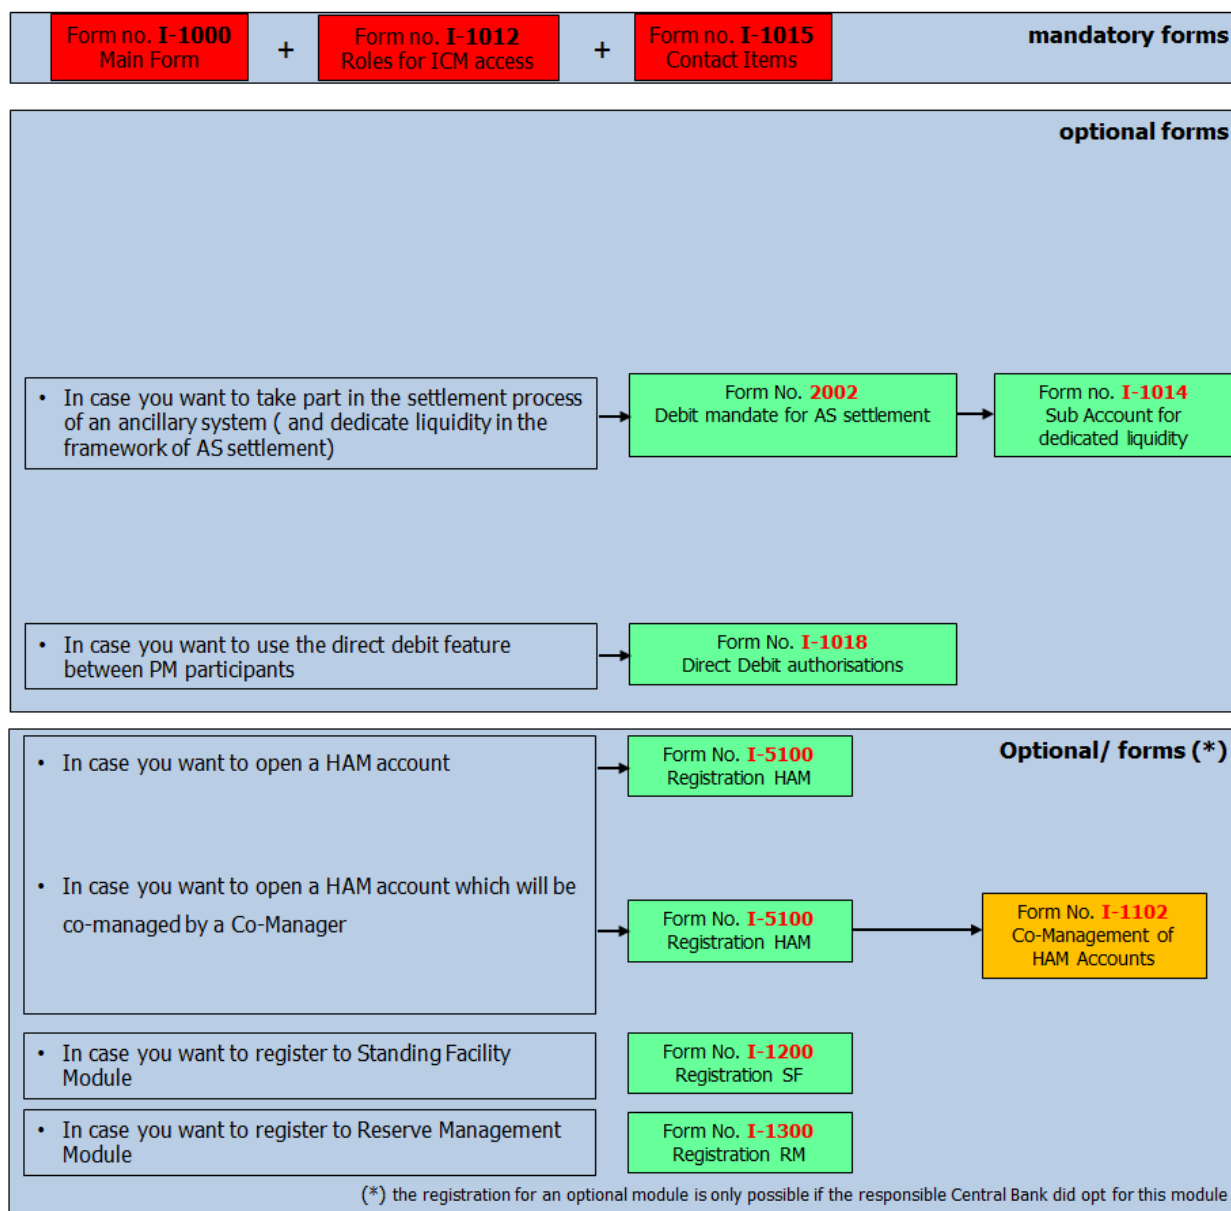 Form no. I-1000
Main Form
+
Form no. I-1012
Roles for ICM access
+
Form no. I-1015
Contact Items
mandatory forms
optional forms
• In case you want to take part in the settlement process
of an ancillary system ( and dedicate liquidity in the
framework of AS settlement)
Form No. 2002
Debit mandate for AS settlement
Form no. I-1014
Sub Account for
dedicated liquidity
• In case you want to use the direct debit feature
between PM participants
Form No. I-1018
Direct Debit authorisations
Optional/ forms (*)
• In case you want to open a HAM account
Form No. I-5100
Registration HAM
• In case you want to open a HAM account which will be
co-managed by a Co-Manager
Form No. I-5100
Registration HAM
Form No. I-1102
Co-Management of
HAM Accounts
• In case you want to register to Standing Facility
Module
Form No. I-1200
Registration SF
• In case you want to register to Reserve Management
Module
Form No. I-1300
Registration RM
(*) the registration for an optional module is only possible if the responsible Central Bank did opt for this module